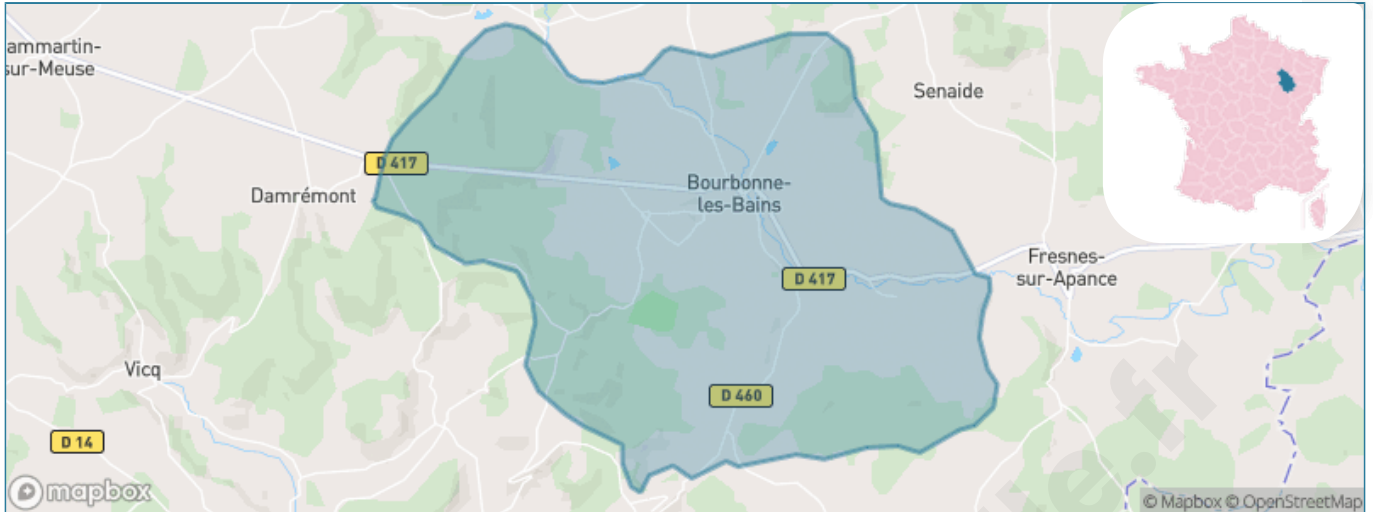 ammartin-
sur-Meuse
Senaide
D 417
Damrémont
Bourbonne-
les-Bains
Fresnes-
sur-Apance
D 417
Vicq
D 460
D 14
mapbox
© Mapbox © OpenStreetMap